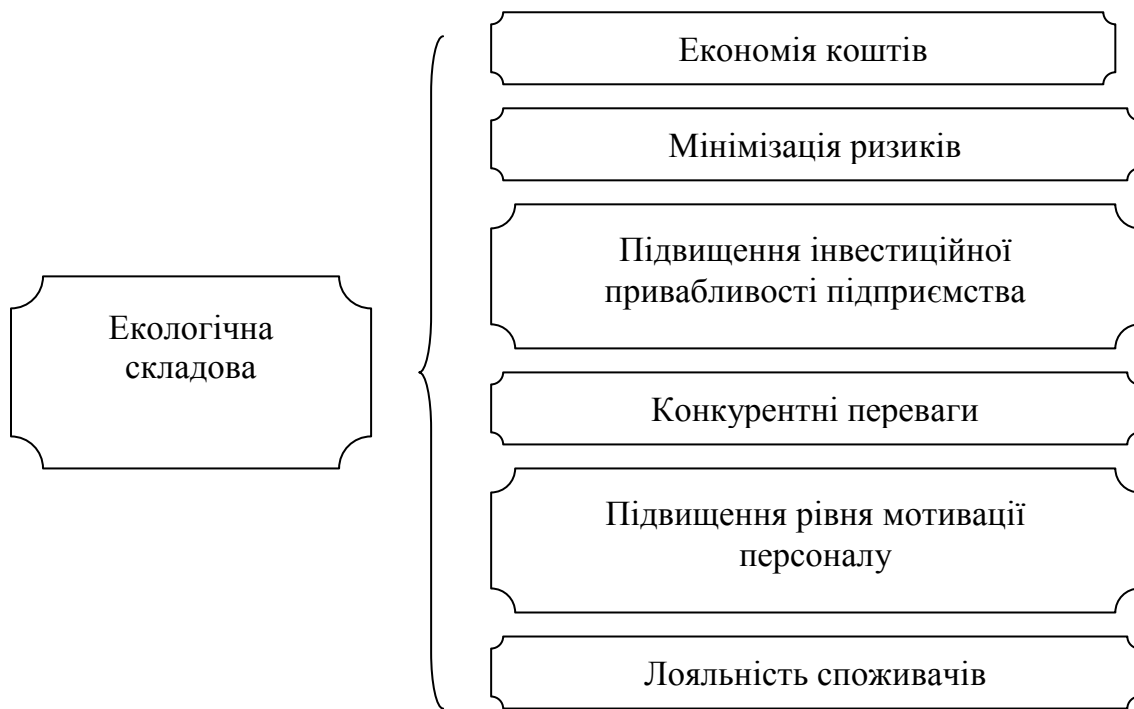 Економія коштів
Мінімізація ризиків
Підвищення інвестиційної
привабливості підприємства
Екологічна
складова
Конкурентні переваги
Підвищення рівня мотивації
персоналу
Лояльність споживачів